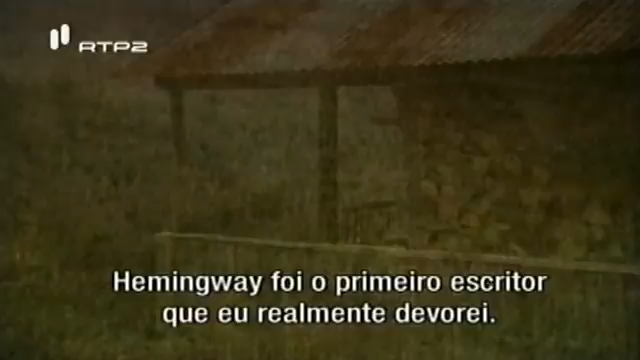 RTP2
Hemingway foi o primeiro escritor
que eu realmente devorei.